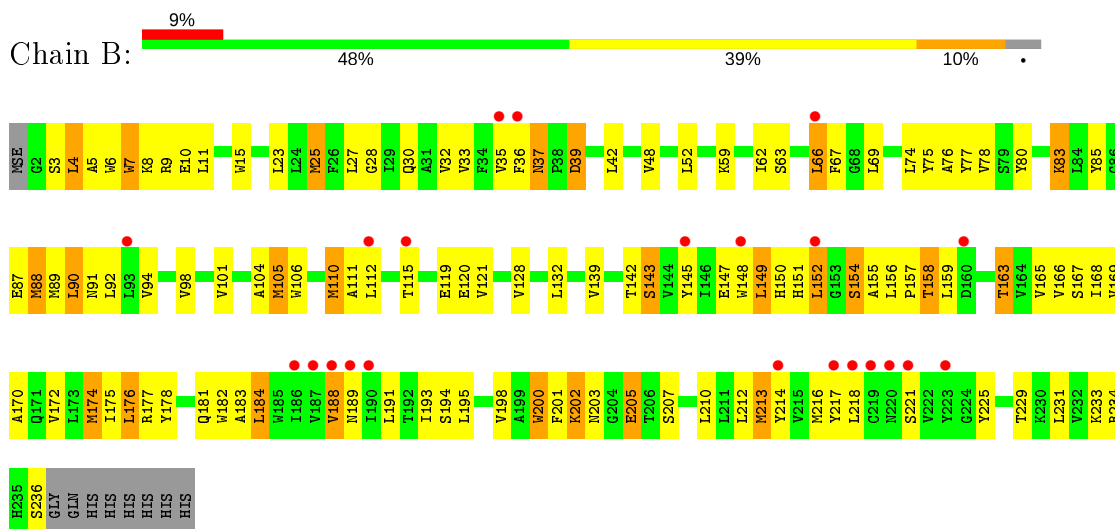 9%
Chain B:
48% 39% 10% •
MSE G2 S3 L4 A5 W6 W7 K8 R9 E10 L11 W15 L23 L24 M25 F26 L27 G28 I29 Q30 A31 V32 V33 F34 V35 F36 N37 P38 D39 L42 V48 L52 K59 I62 S63 L66 F67 G68 L69 L74 Y75 A76 Y77 V78 S79 Y80 K83 L84 Y85 G86
E87 M88 M89 L90 N91 L92 L93 V94 V98 V101 A104 M105 W106 M110 A111 L112 T115 E119 E120 V121 V128 L132 V139 T142 S143 V144 Y145 I146 E147 W148 L149 H150 H151 L152 G153 S154 A155 L156 P157 T158 L159 D160 T163 V164 V165 V166 S167 I168 V169
A170 Q171 V172 L173 M174 I175 L176 R177 Y178 Q181 W182 A183 L184 W185 I186 V187 V188 N189 I190 L191 T192 I193 S194 L195 V198 A199 W200 F201 K202 N203 G204 E205 T206 S207 L210 L211 L212 M213 Y214 V215 M216 Y217 L218 C219 N220 S221 V222 Y223 G224 Y225 T229 K230 L231 V232 K233 R234
H235 S236 GLY GLN HIS HIS HIS HIS HIS HIS